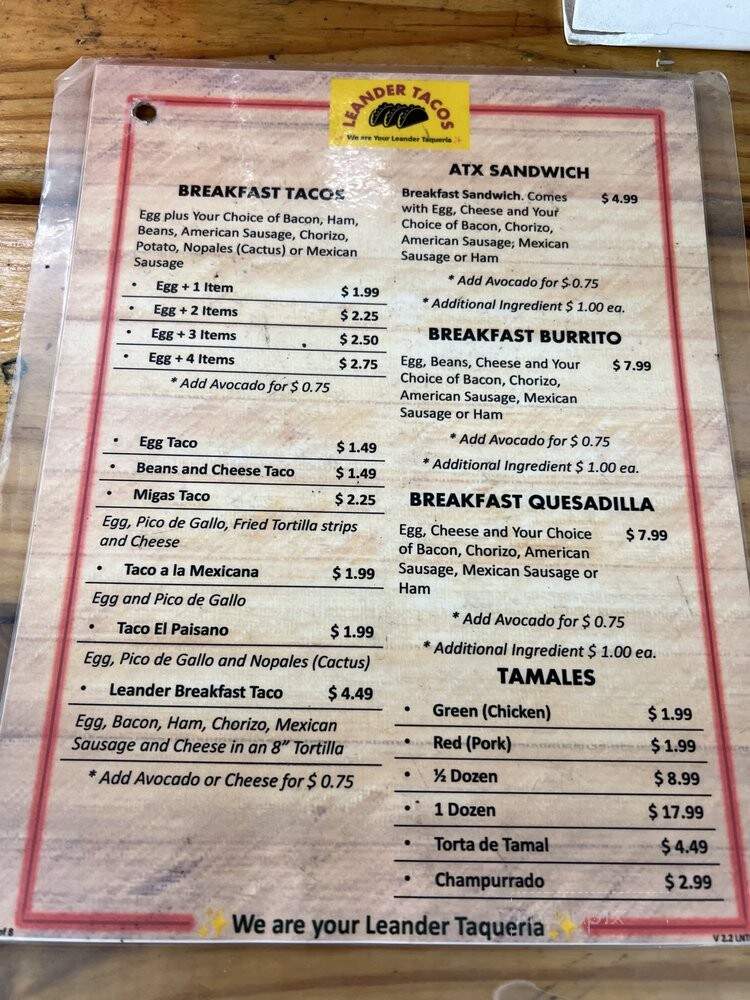 LEANDER TACOS
We are Your Leander Taqueria
BREAKFAST TACOS
Egg plus Your Choice of Bacon, Ham,
Beans, American Sausage, Chorizo,
Potato, Nopales (Cactus) or Mexican
Sausage
• Egg + 1 Item $ 1.99
• Egg + 2 Items $ 2.25
• Egg + 3 Items $ 2.50
• Egg + 4 Items $ 2.75
* Add Avocado for $ 0.75
• Egg Taco $ 1.49
• Beans and Cheese Taco $ 1.49
• Migas Taco $ 2.25
Egg, Pico de Gallo, Fried Tortilla strips
and Cheese
• Taco a la Mexicana $ 1.99
Egg and Pico de Gallo
• Taco El Paisano $ 1.99
Egg, Pico de Gallo and Nopales (Cactus)
• Leander Breakfast Taco $ 4.49
Egg, Bacon, Ham, Chorizo, Mexican
Sausage and Cheese in an 8” Tortilla
* Add Avocado or Cheese for $ 0.75
ATX SANDWICH
Breakfast Sandwich. Comes $ 4.99
with Egg, Cheese and Your
Choice of Bacon, Chorizo,
American Sausage; Mexican
Sausage or Ham
* Add Avocado for $ 0.75
* Additional Ingredient $ 1.00 ea.
BREAKFAST BURRITO
Egg, Beans, Cheese and Your $ 7.99
Choice of Bacon, Chorizo,
American Sausage, Mexican
Sausage or Ham
* Add Avocado for $ 0.75
* Additional Ingredient $ 1.00 ea.
BREAKFAST QUESADILLA
Egg, Cheese and Your Choice $ 7.99
of Bacon, Chorizo, American
Sausage, Mexican Sausage or
Ham
* Add Avocado for $ 0.75
* Additional Ingredient $ 1.00 ea.
TAMALES
• Green (Chicken) $ 1.99
• Red (Pork) $ 1.99
• ½ Dozen $ 8.99
• 1 Dozen $ 17.99
• Torta de Tamal $ 4.49
• Champurrado $ 2.99
We are your Leander Taqueria
of 8
V 2.2 LNT